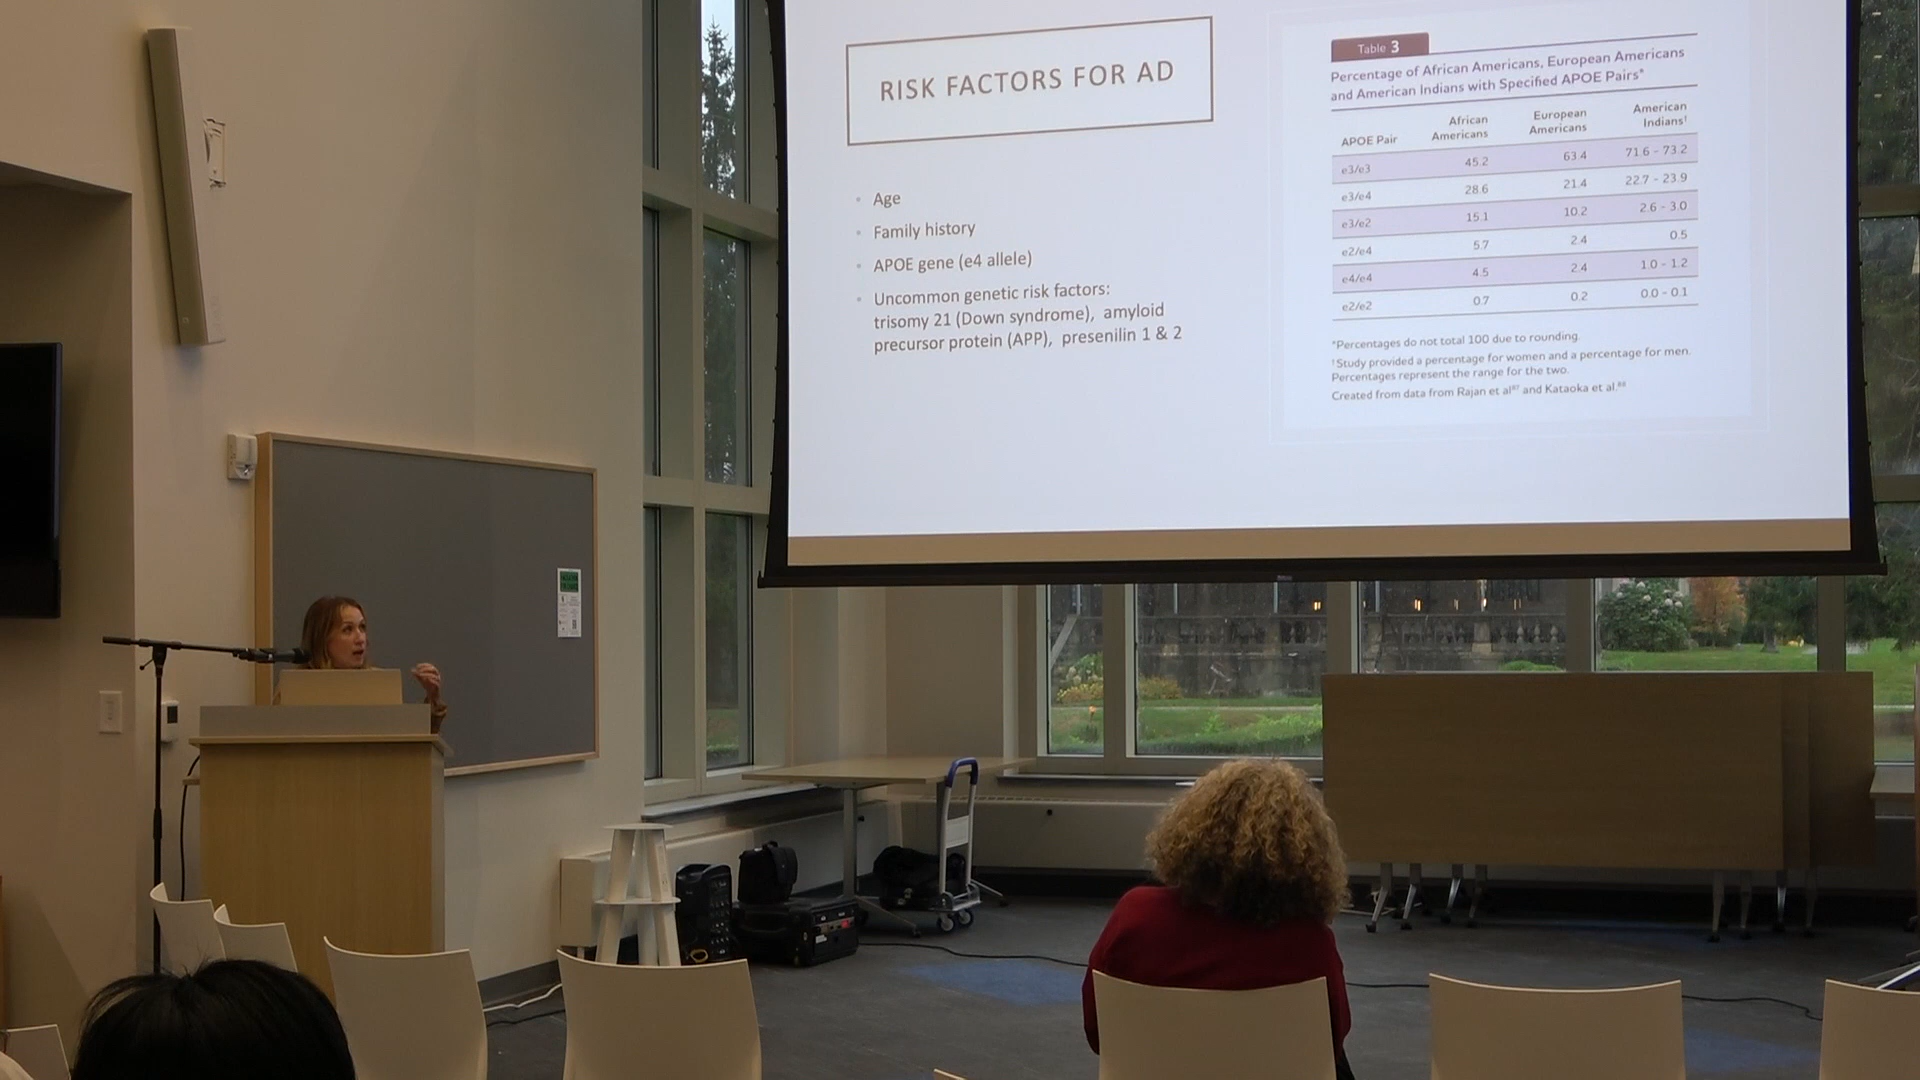 RISK FACTORS FOR AD
Age
Family history
APOE gene (e4 allele)
Uncommon genetic risk factors:
trisomy 21 (Down syndrome), amyloid
precursor protein (APP), presenilin 1 & 2
Table 3
Percentage of African Americans, European Americans
and American Indians with Specified APOE Pairs*
APOE Pair African Americans European Americans American Indians†
e3/e3 45.2 63.4 71.6 - 73.2
e3/e4 28.6 21.4 22.7 - 23.9
e3/e2 15.1 10.2 2.6 - 3.0
e2/e4 5.7 2.4 0.5
e4/e4 4.5 2.4 1.0 - 1.2
e2/e2 0.7 0.2 0.0 - 0.1
*Percentages do not total 100 due to rounding.
†Study provided a percentage for women and a percentage for men.
Percentages represent the range for the two.
Created from data from Rajan et al⁸⁷ and Kataoka et al.⁸⁸